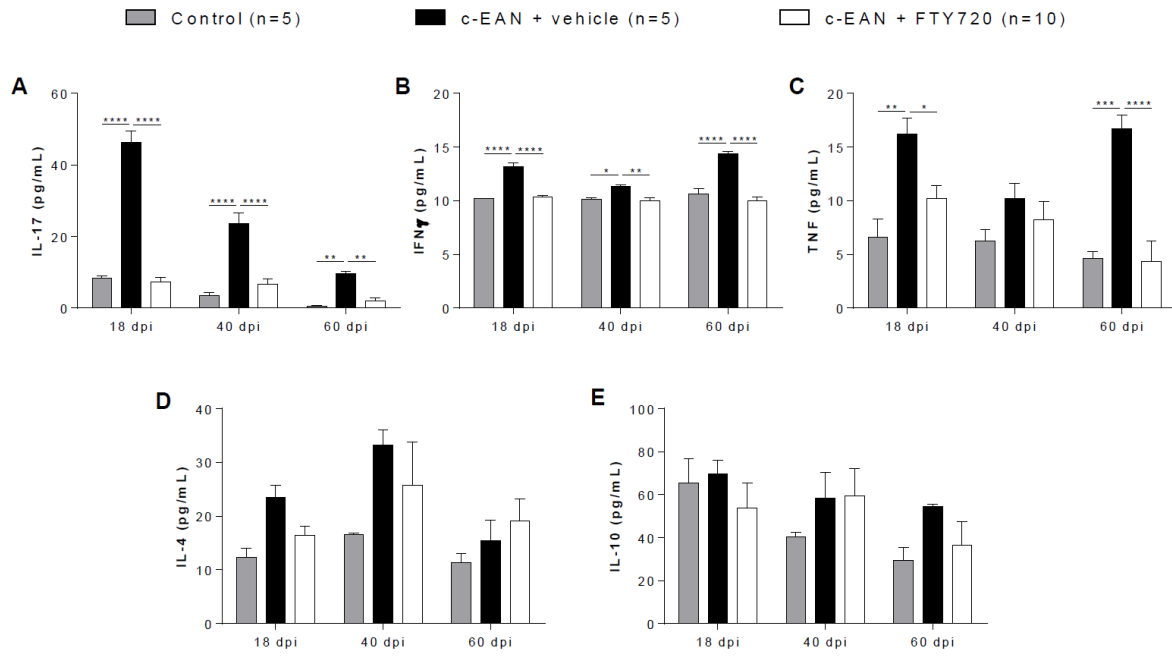 Control (n=5) c-EAN + vehicle (n=5) c-EAN + FTY720 (n=10)
A
IL-17 (pg/mL)
60
40
20
0
**** ****
**** ****
** **
18 dpi 40 dpi 60 dpi
B
IFNγ (pg/mL)
20
15
10
5
0
**** ****
* **
**** ****
18 dpi 40 dpi 60 dpi
C
TNF (pg/mL)
20
15
10
5
0
** *
*** ****
18 dpi 40 dpi 60 dpi
D
IL-4 (pg/mL)
40
30
20
10
0
18 dpi 40 dpi 60 dpi
E
IL-10 (pg/mL)
100
80
60
40
20
0
18 dpi 40 dpi 60 dpi